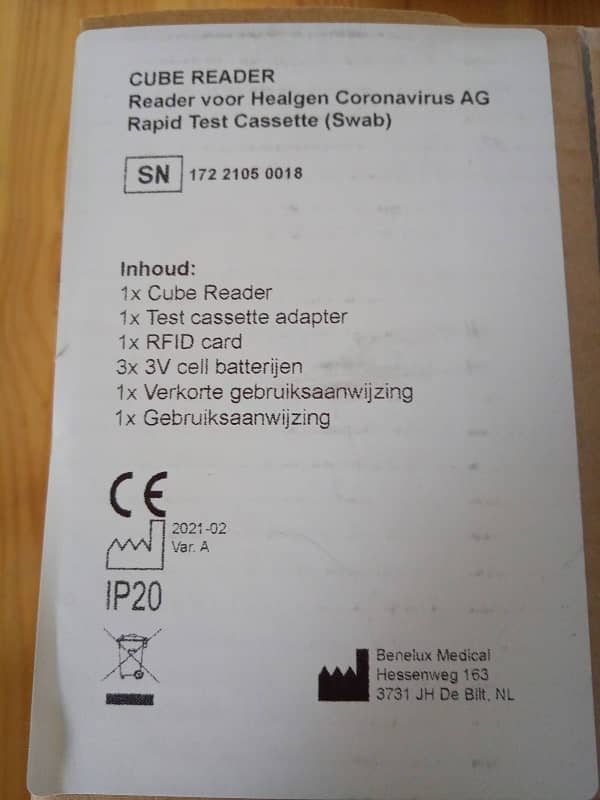 CUBE READER
Reader voor Healgen Coronavirus AG
Rapid Test Cassette (Swab)
SN 172 2105 0018
Inhoud:
1x Cube Reader
1x Test cassette adapter
1x RFID card
3x 3V cell batterijen
1x Verkorte gebruiksaanwijzing
1x Gebruiksaanwijzing
CE
2021-02
Var. A
IP20
Benelux Medical
Hessenweg 163
3731 JH De Bilt, NL